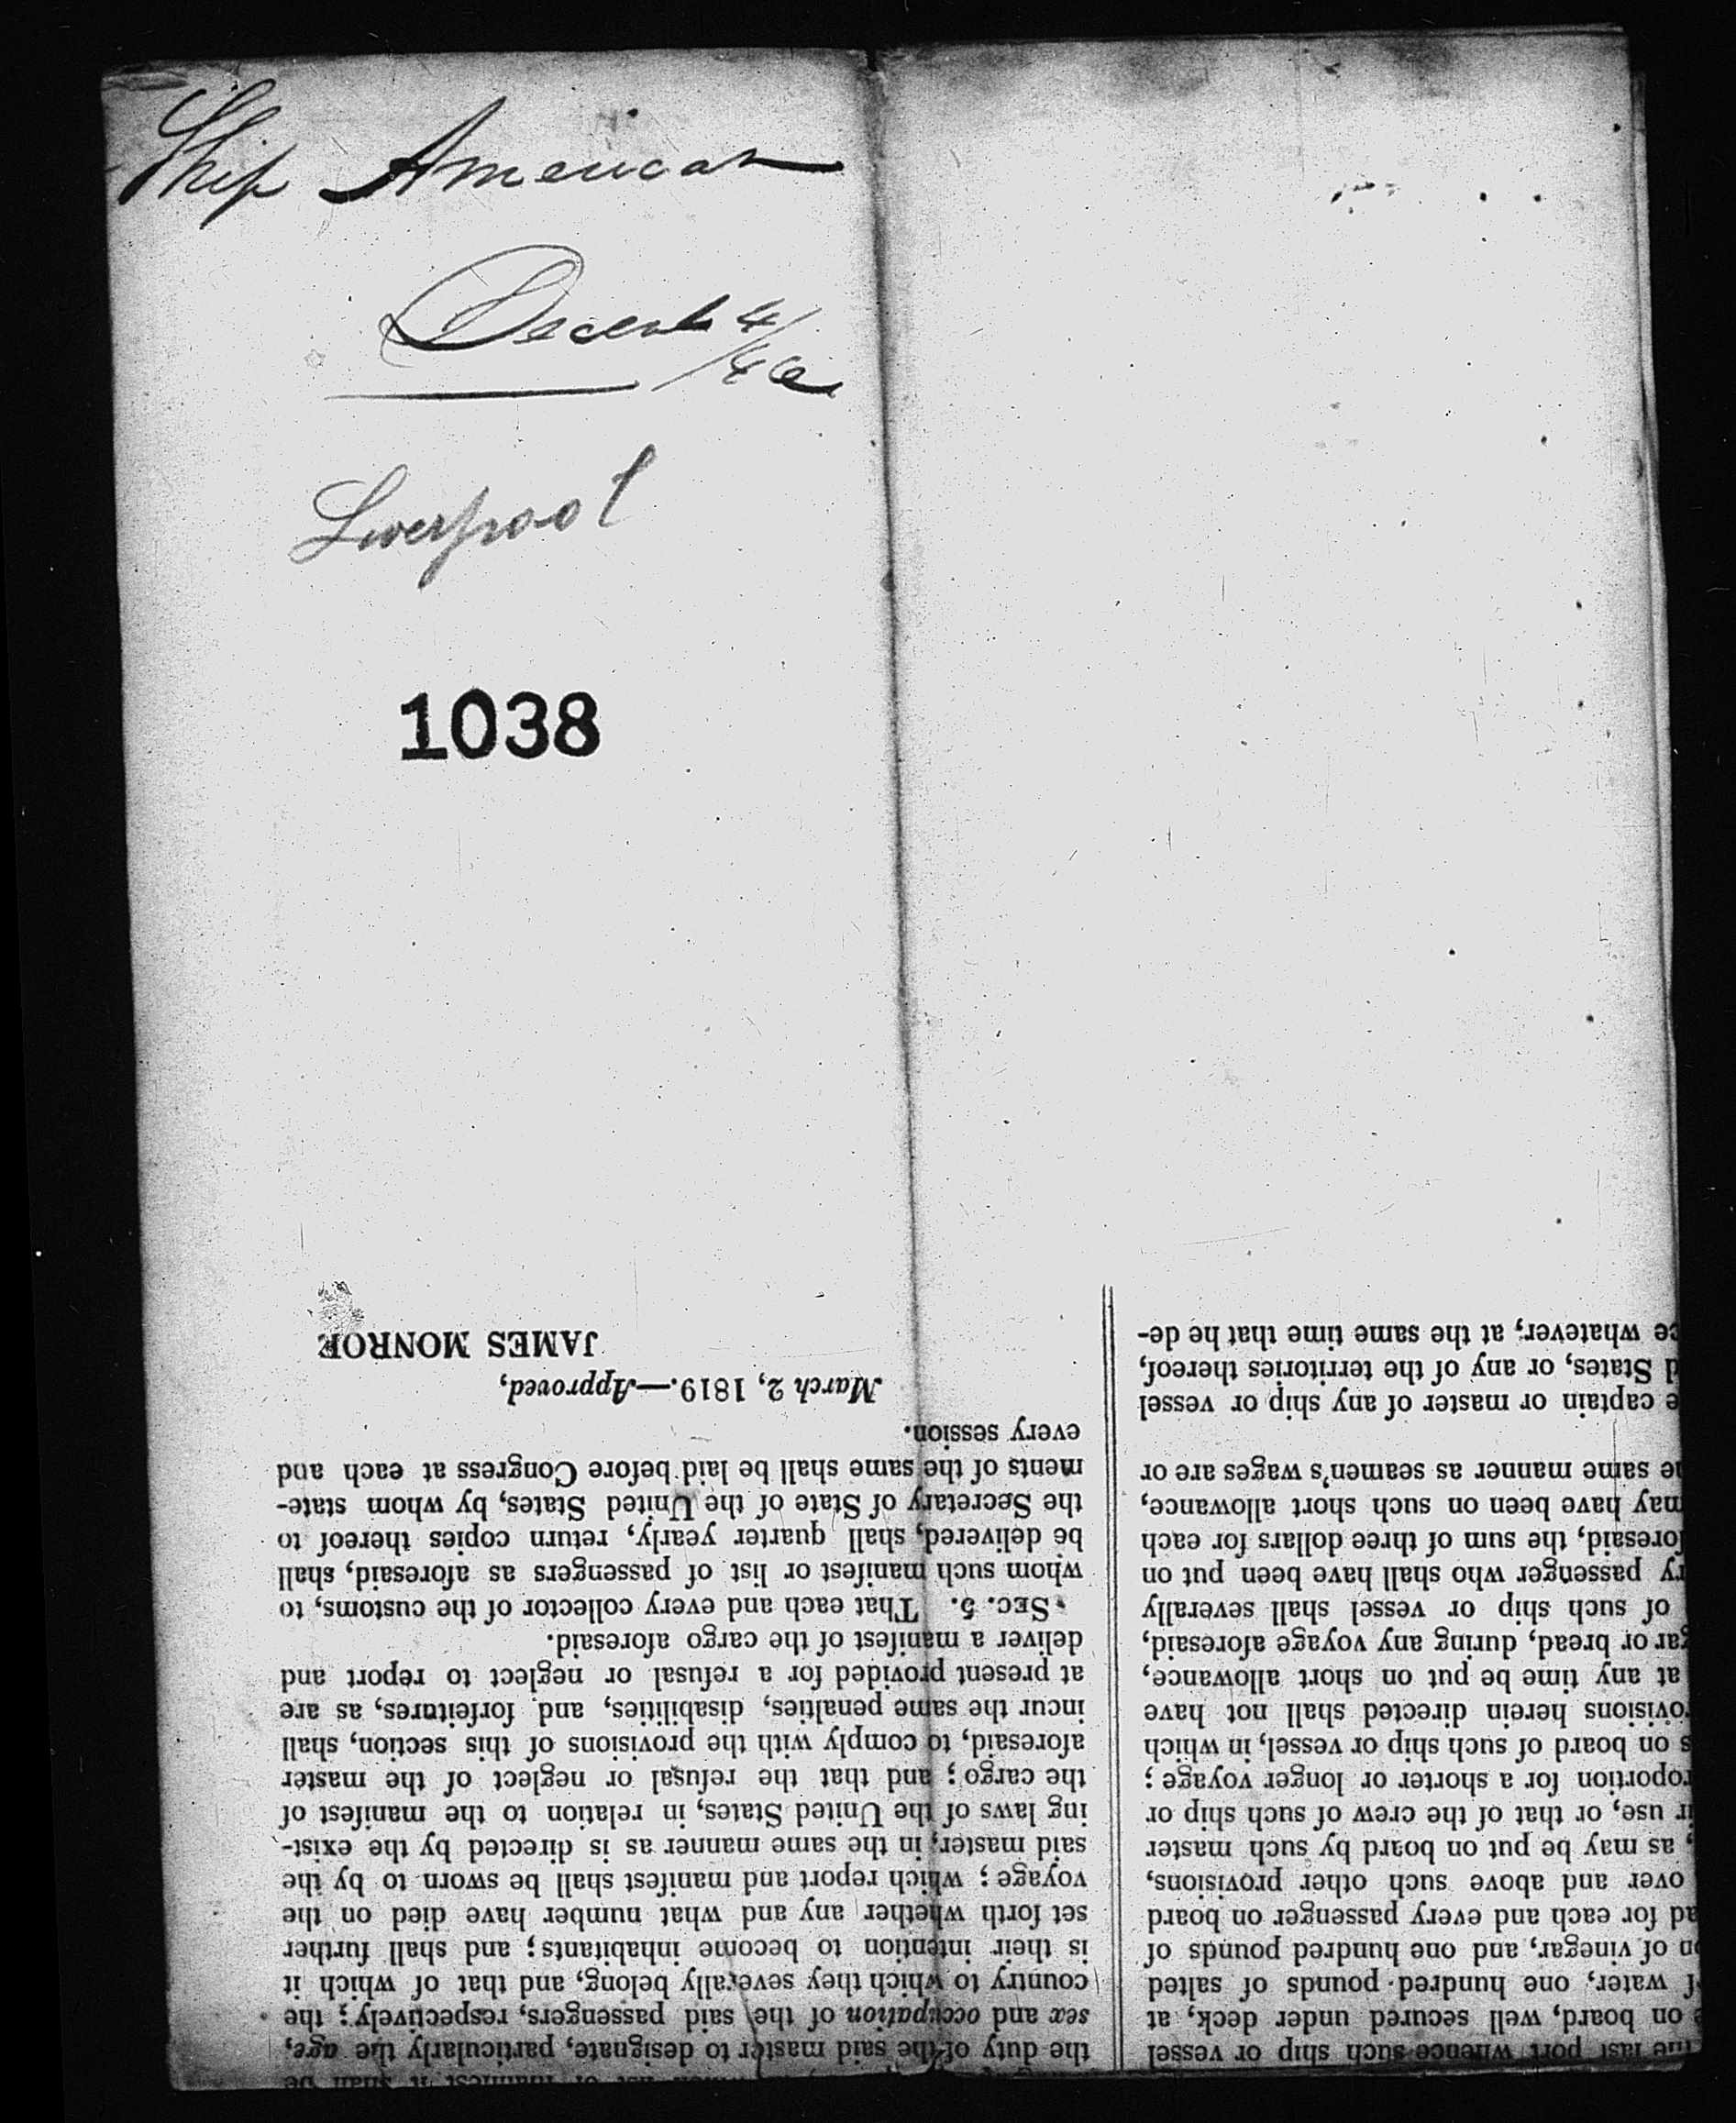 Ship American
Decemb 4/
/46
Liverpool
1038
the last port whence such ship or vessel
on board, well secured under deck, at
water, one hundred pounds of salted
of vinegar, and one hundred pounds of
for each and every passenger on board
over and above such other provisions,
as may be put on board by such master
use, or that of the crew of such ship or
roportion for a shorter or longer voyage;
on board of such ship or vessel, in which
rovisions herein directed shall not have
at any time be put on short allowance,
gar or bread, during any voyage aforesaid,
of such ship or vessel shall severally
ry passenger who shall have been put on
foresaid, the sum of three dollars for each
may have been on such short allowance,
same manner as seamen's wages are or
captain or master of any ship or vessel
d States, or any of the territories thereof,
ce whatever, at the same time that he de-
the duty of the said master to designate, particularly the age,
sex and occupation of the said passengers, respectively; the
country to which they severally belong, and that of which it
is their intention to become inhabitants; and shall further
set forth whether any and what number have died on the
voyage; which report and manifest shall be sworn to by the
said master, in the same manner as is directed by the exist-
ing laws of the United States, in relation to the manifest of
the cargo; and that the refusal or neglect of the master
aforesaid, to comply with the provisions of this section, shall
incur the same penalties, disabilities, and forfeitures, as are
at present provided for a refusal or neglect to report and
deliver a manifest of the cargo aforesaid.
SEC. 5. That each and every collector of the customs, to
whom such manifest or list of passengers as aforesaid, shall
be delivered, shall quarter yearly, return copies thereof to
the Secretary of State of the United States, by whom state-
ments of the same shall be laid before Congress at each and
every session.
March 2, 1819.—Approved,
JAMES MONROE